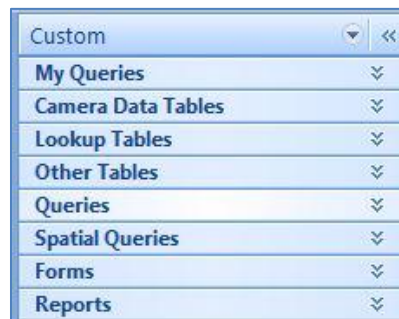 Custom
My Queries
Camera Data Tables
Lookup Tables
Other Tables
Queries
Spatial Queries
Forms
Reports